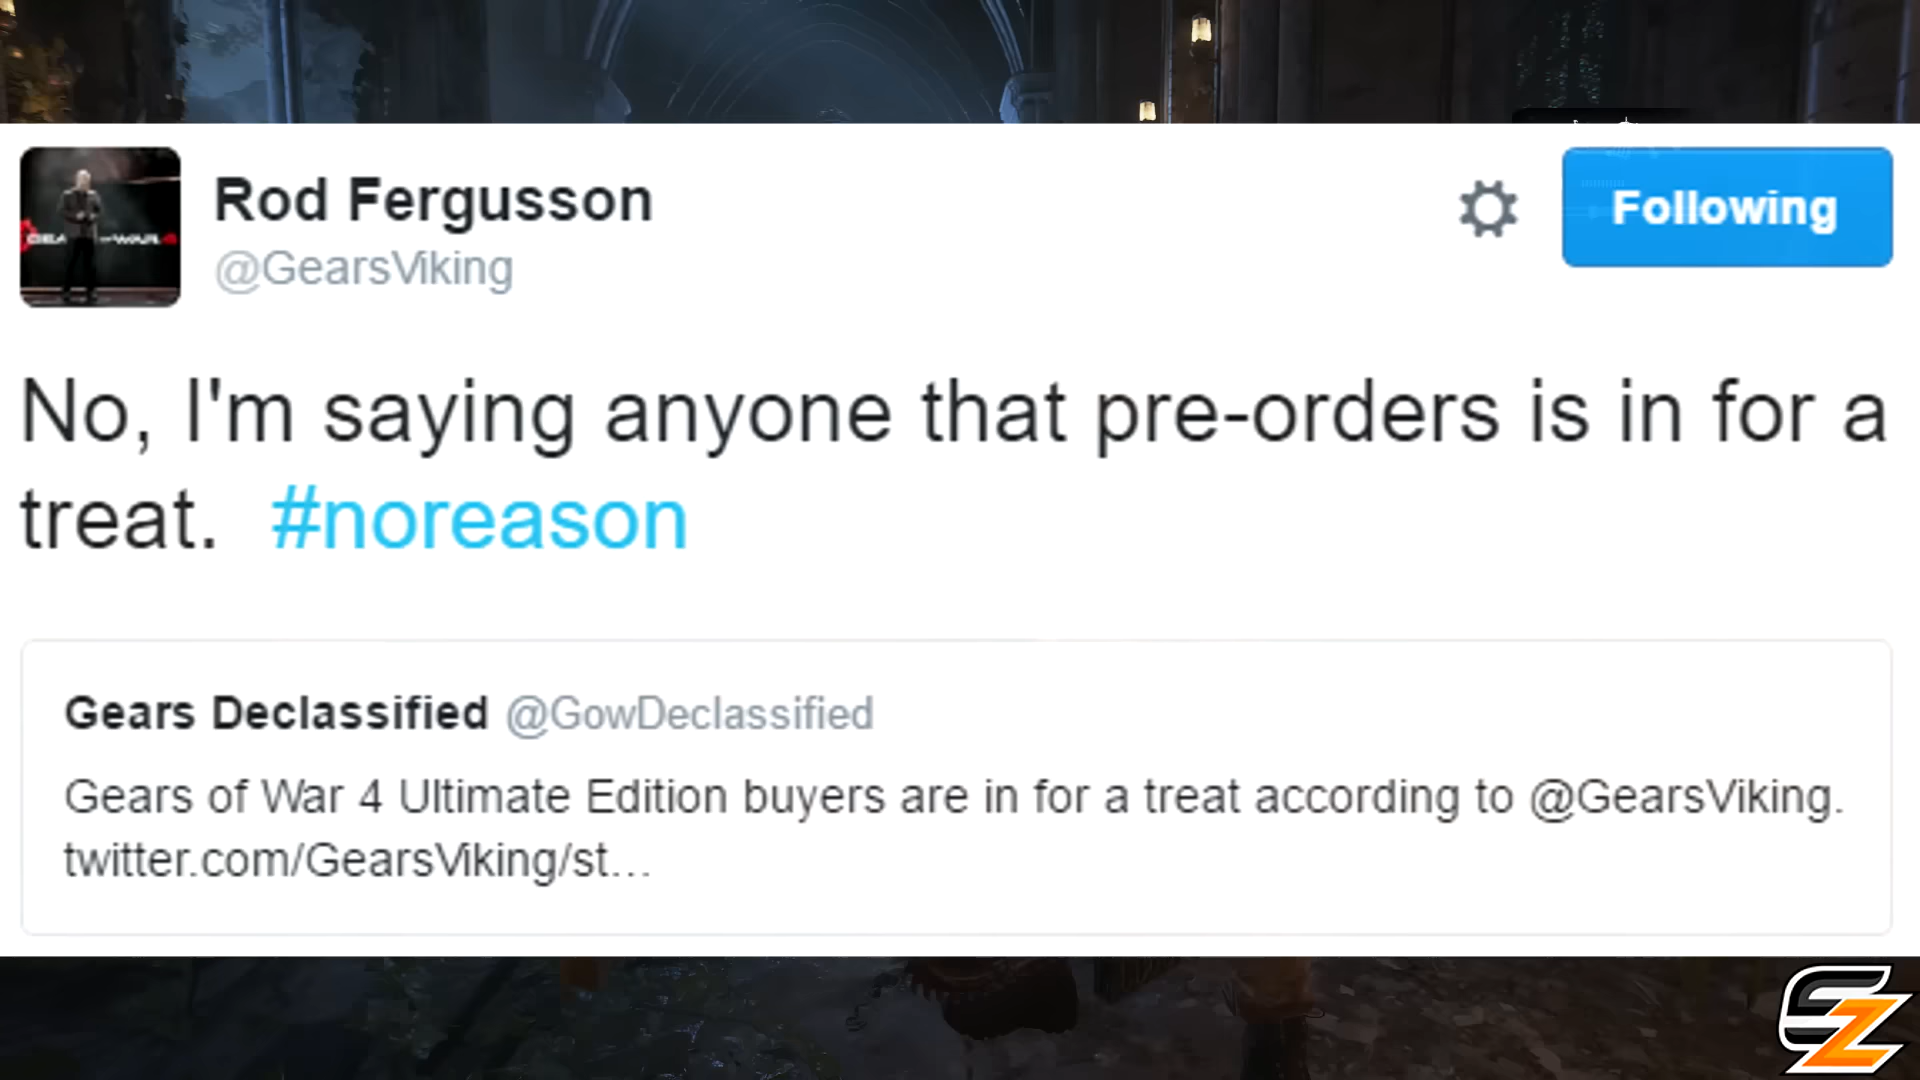 Rod Fergusson
@GearsViking
Following
No, I'm saying anyone that pre-orders is in for a
treat. #noreason
Gears Declassified @GowDeclassified
Gears of War 4 Ultimate Edition buyers are in for a treat according to @GearsViking.
twitter.com/GearsViking/st...
SZ